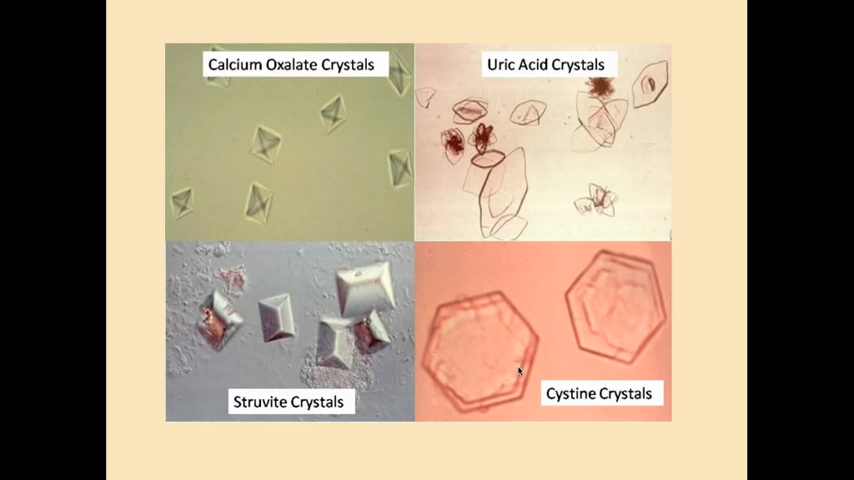 Calcium Oxalate Crystals
Uric Acid Crystals
Struvite Crystals
Cystine Crystals